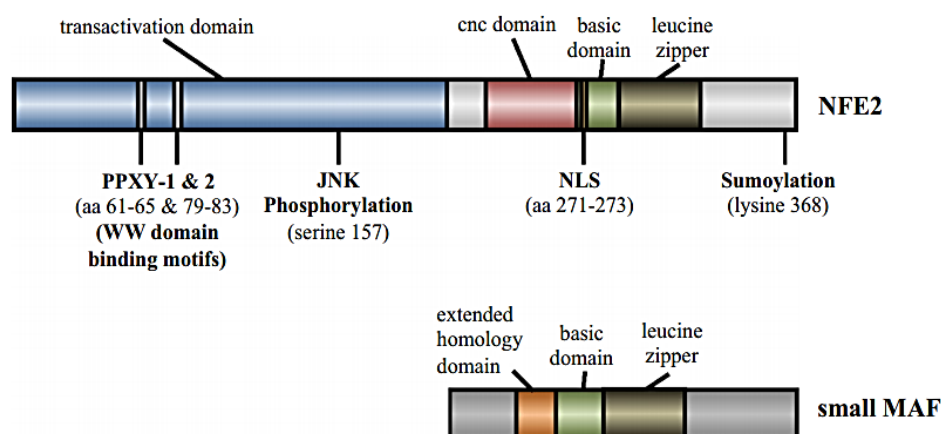 transactivation domain
cnc domain
basic
domain
leucine
zipper
NFE2
PPXY-1 & 2
(aa 61-65 & 79-83)
(WW domain
binding motifs)
JNK
Phosphorylation
(serine 157)
NLS
(aa 271-273)
Sumoylation
(lysine 368)
extended
homology
domain
basic
domain
leucine
zipper
small MAF